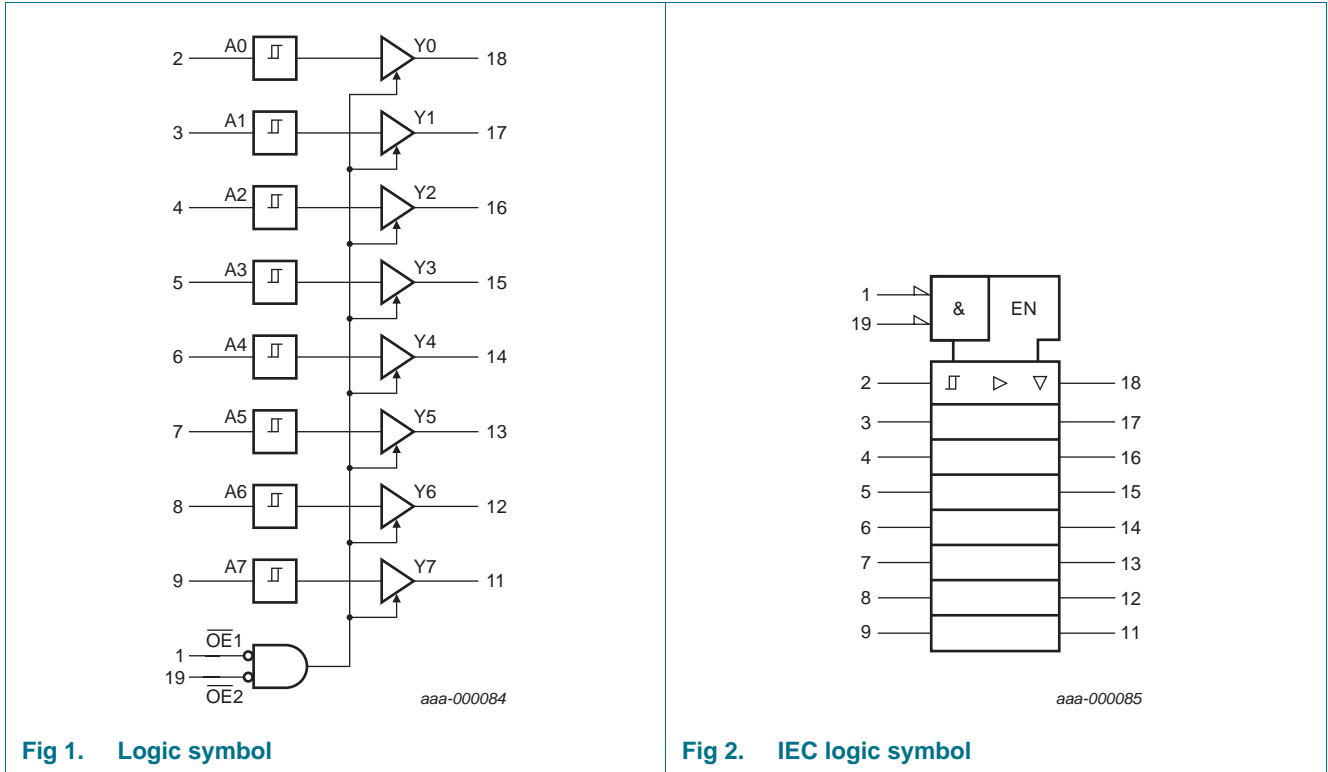 A0 Y0
2 18
A1 Y1
3 17
A2 Y2
4 16
A3 Y3
5 15
A4 Y4
6 14
A5 Y5
7 13
A6 Y6
8 12
A7 Y7
9 11
OE1
1
19
OE2
aaa-000084
Fig 1. Logic symbol
1
19
& EN
2 18
3 17
4 16
5 15
6 14
7 13
8 12
9 11
aaa-000085
Fig 2. IEC logic symbol